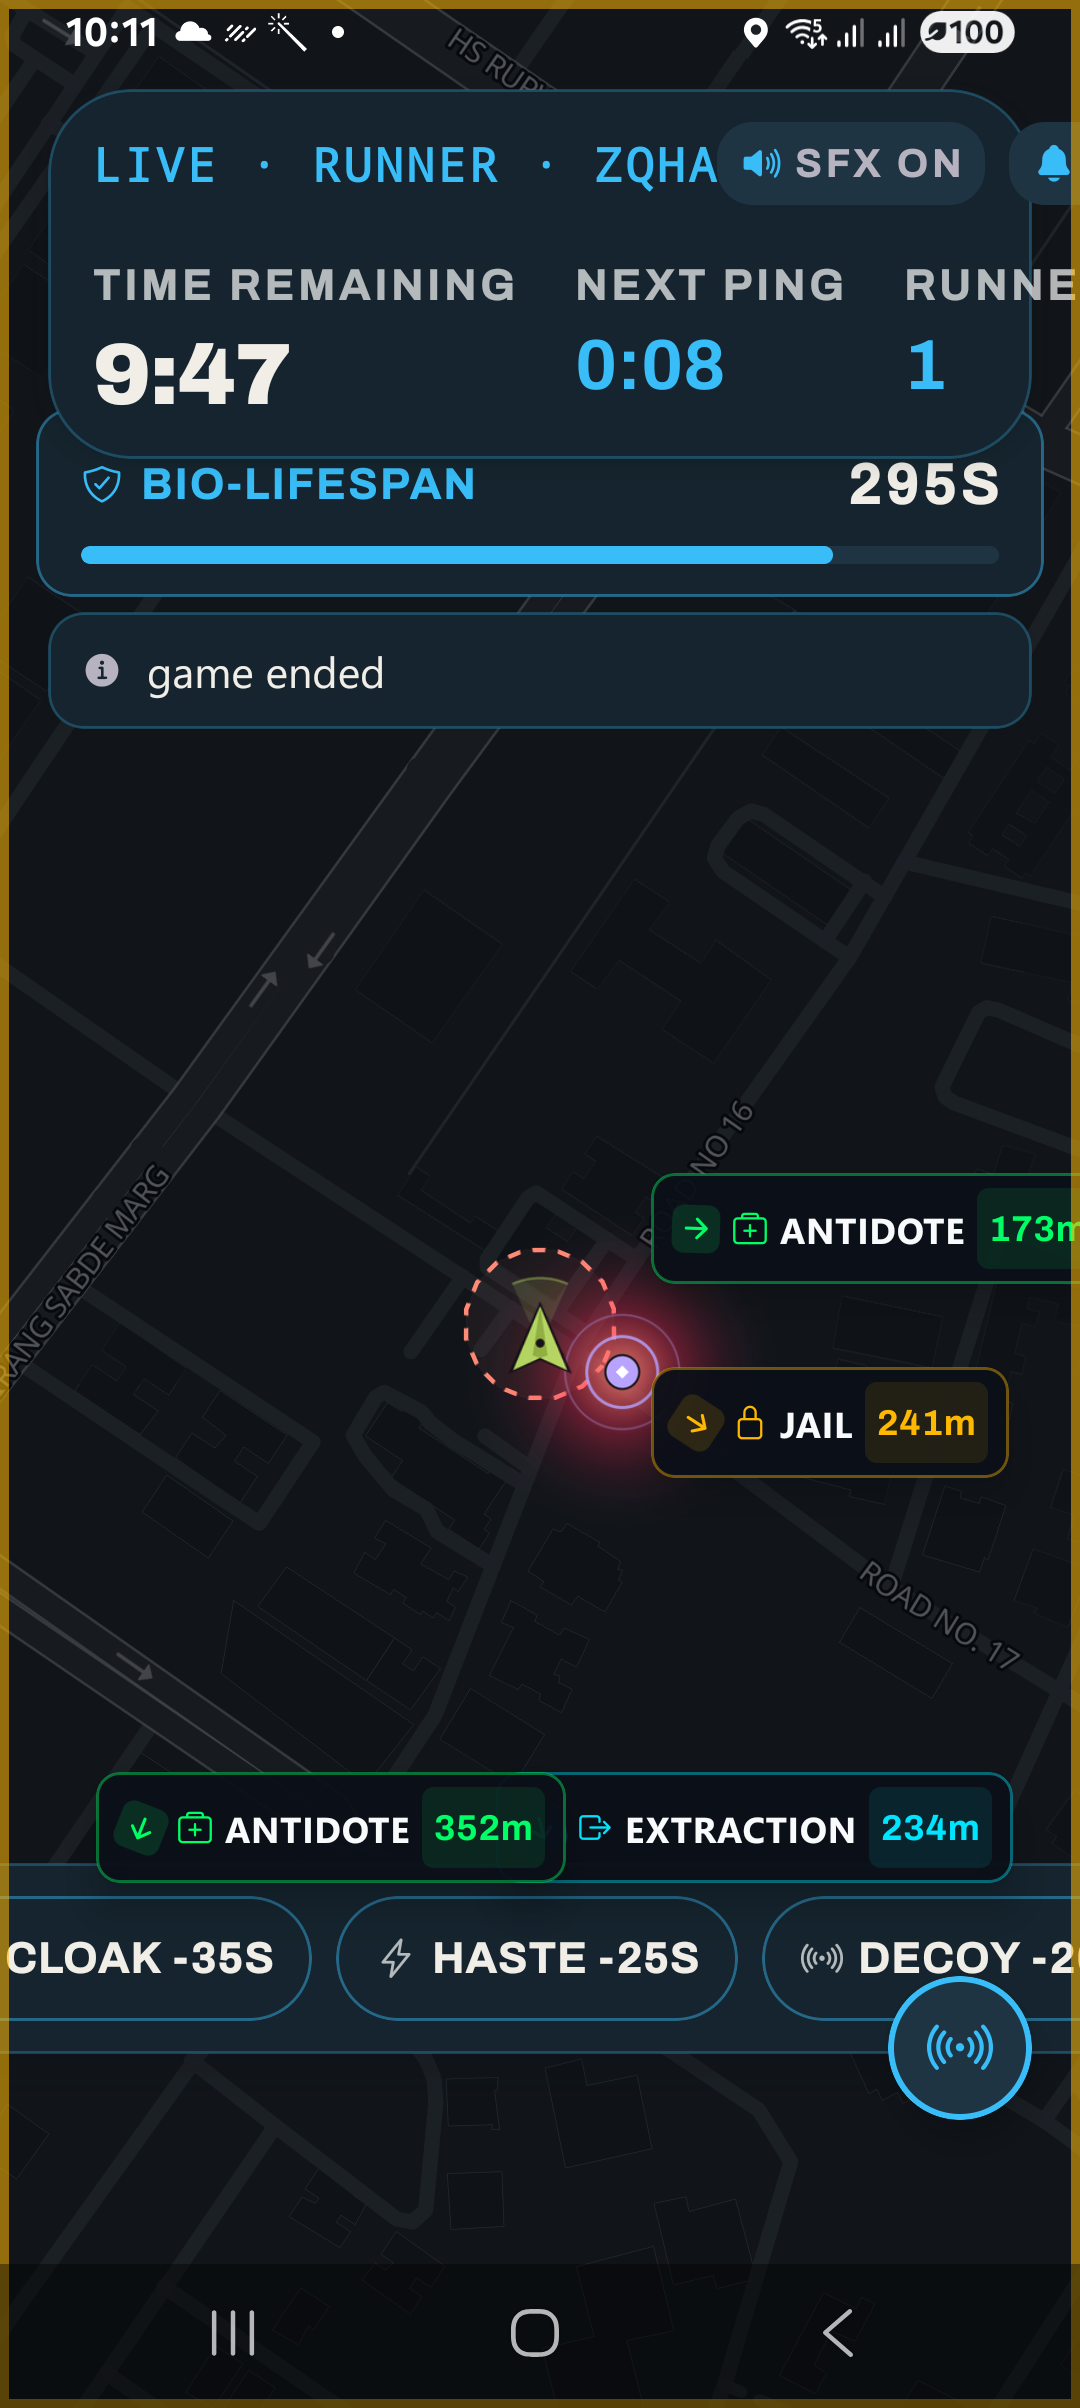 10:11
5
100
HS RUP
LIVE · RUNNER · ZQHA
SFX ON
TIME REMAINING
NEXT PING
RUNNE
9:47
0:08
1
BIO-LIFESPAN
295S
game ended
NO 16
ANTIDOTE 173m
RANG SABDE MARG
JAIL 241m
ROAD NO. 17
ANTIDOTE 352m
EXTRACTION 234m
CLOAK -35S
HASTE -25S
DECOY -2